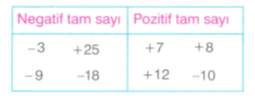 Negatif tam sayı Pozitif tam sayı
−3 +25 +7 +8
−9 −18 +12 −10